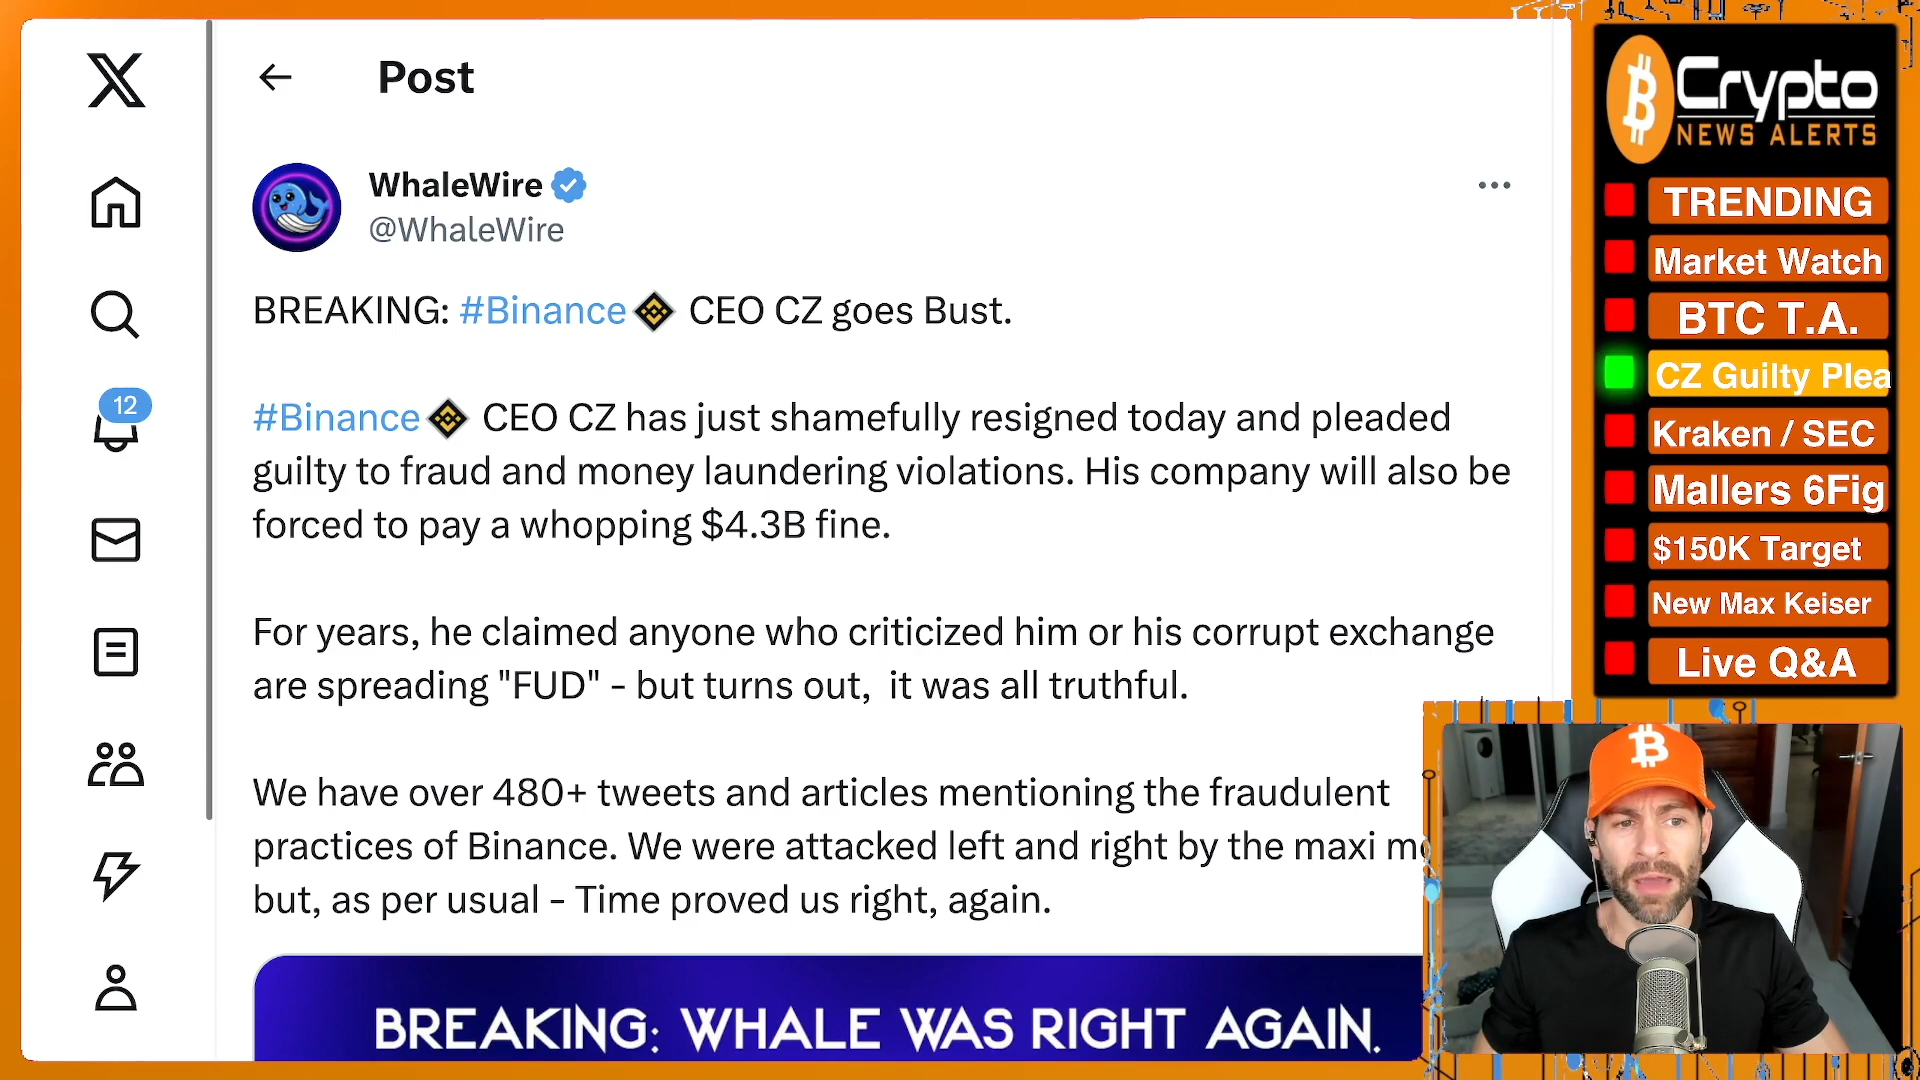 Post
WhaleWire
@WhaleWire
BREAKING: #Binance CEO CZ goes Bust.
#Binance CEO CZ has just shamefully resigned today and pleaded
guilty to fraud and money laundering violations. His company will also be
forced to pay a whopping $4.3B fine.
For years, he claimed anyone who criticized him or his corrupt exchange
are spreading "FUD" - but turns out,  it was all truthful.
We have over 480+ tweets and articles mentioning the fraudulent
practices of Binance. We were attacked left and right by the maxi
but, as per usual - Time proved us right, again.
BREAKING: WHALE WAS RIGHT AGAIN.
12
Crypto
NEWS ALERTS
TRENDING
Market Watch
BTC T.A.
CZ Guilty Plea
Kraken / SEC
Mallers 6Fig
$150K Target
New Max Keiser
Live Q&A